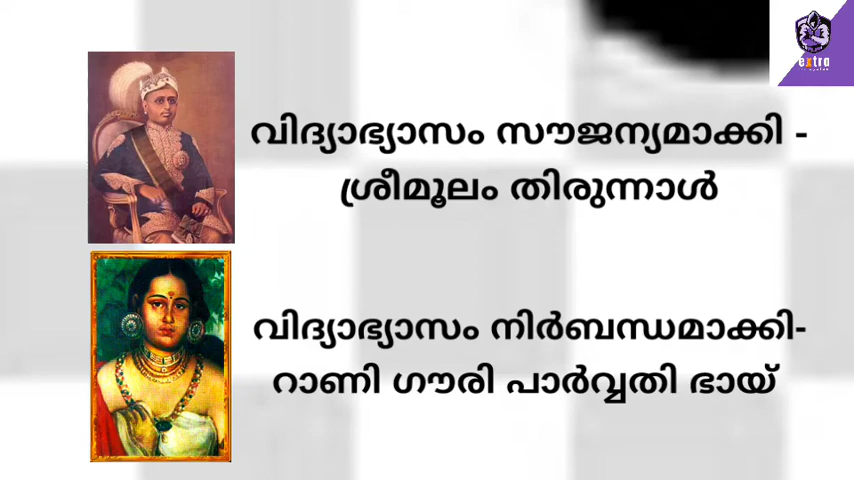 extra
വിദ്യാഭ്യാസം സൗജന്യമാക്കി -
ശ്രീമൂലം തിരുന്നാൾ
വിദ്യാഭ്യാസം നിർബന്ധമാക്കി-
റാണി ഗൗരി പാർവ്വതി ഭായ്